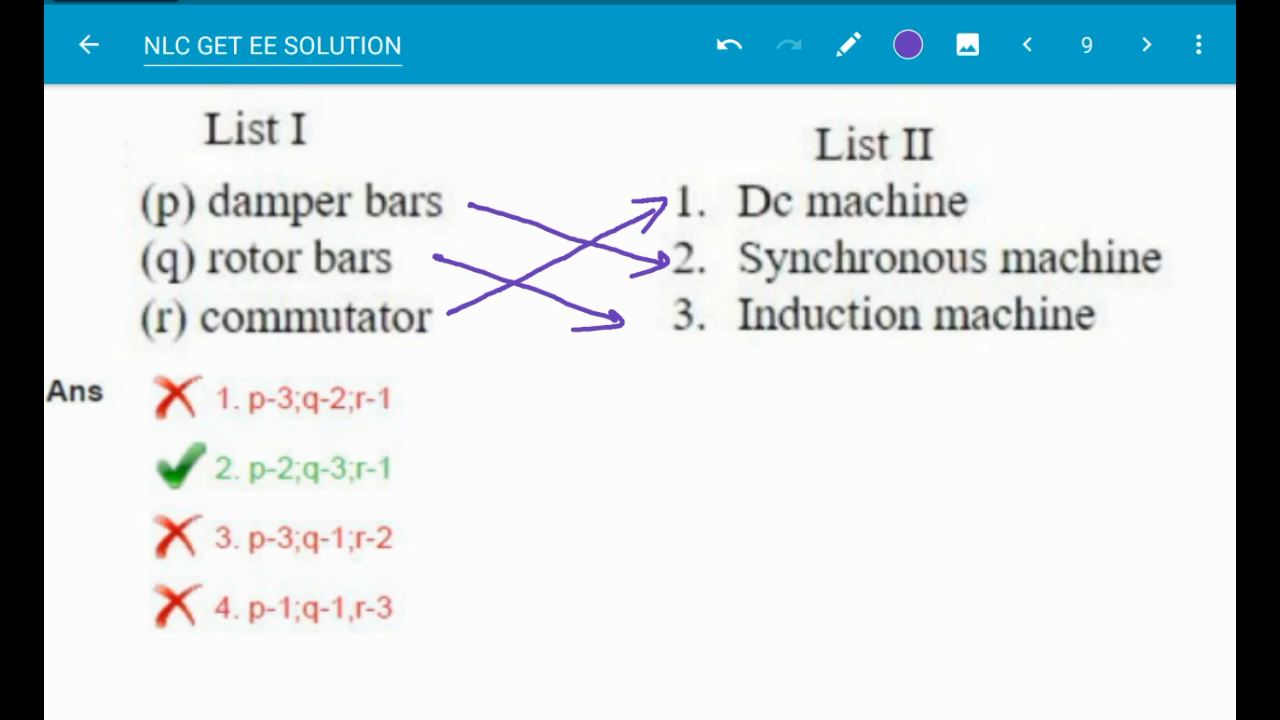 NLC GET EE SOLUTION
9
List I
List II
(p) damper bars
1. Dc machine
(q) rotor bars
2. Synchronous machine
(r) commutator
3. Induction machine
Ans
1. p-3;q-2;r-1
2. p-2;q-3;r-1
3. p-3;q-1;r-2
4. p-1;q-1,r-3